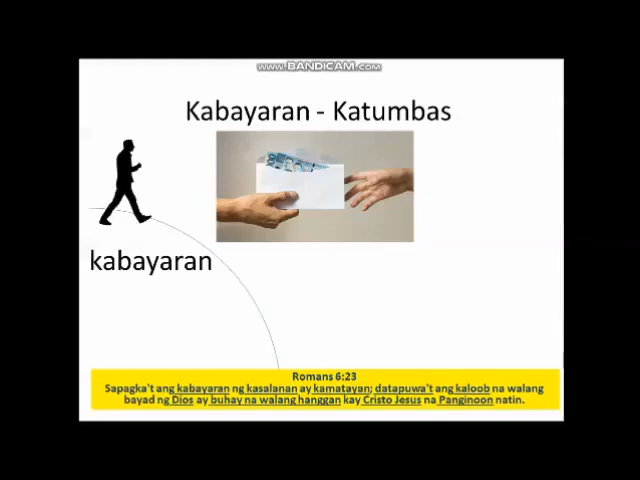 www.BANDICAM.com
Kabayaran - Katumbas
kabayaran
Romans 6:23
Sapagka't ang kabayaran ng kasalanan ay kamatayan; datapuwa't ang kaloob na walang
bayad ng Dios ay buhay na walang hanggan kay Cristo Jesus na Panginoon natin.